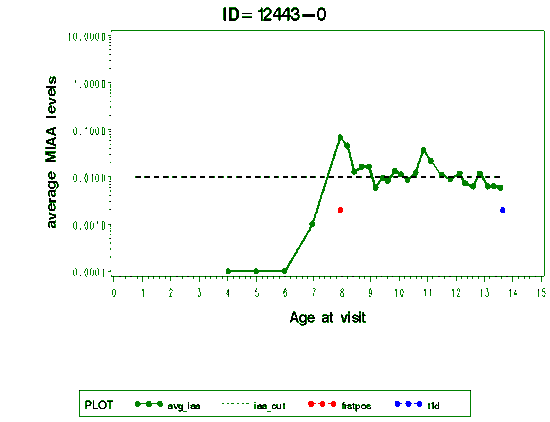 ID=12443-0
average MIAA levels
10.0000
1.0000
0.1000
0.0100
0.0010
0.0001
0 1 2 3 4 5 6 7 8 9 10 11 12 13 14 15
Age at visit
PLOT avg_iaa iaa_cut frstpos t1d